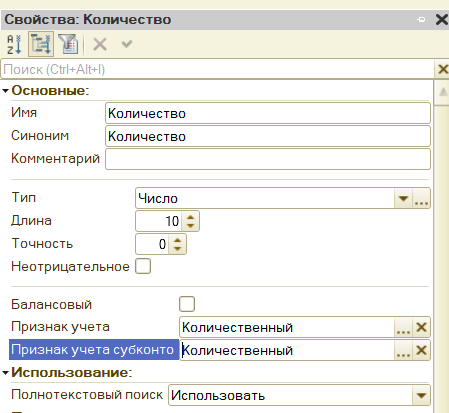 Свойства: Количество
Поиск (Ctrl+Alt+I)
Основные:
Имя Количество
Синоним Количество
Комментарий
Тип Число
Длина 10
Точность 0
Неотрицательное
Балансовый
Признак учета Количественный
Признак учета субконто Количественный
Использование:
Полнотекстовый поиск Использовать